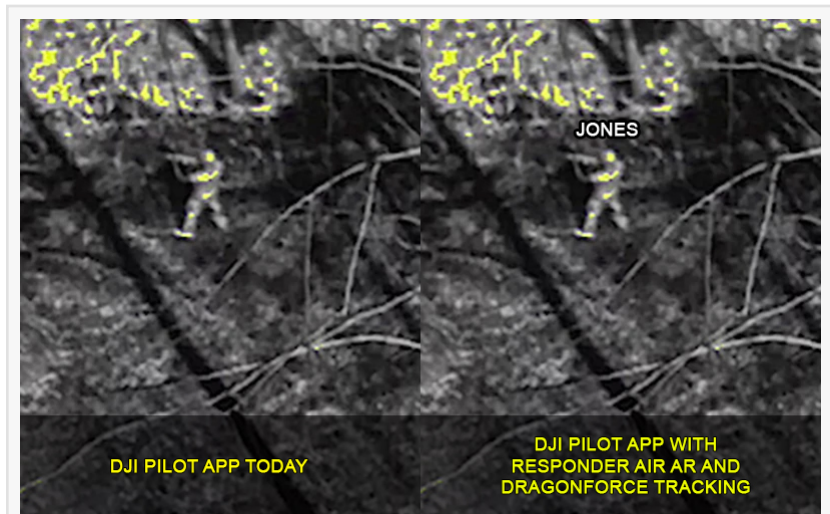 JONES
DJI PILOT APP TODAY
DJI PILOT APP WITH
RESPONDER AIR AR AND
DRAGONFORCE TRACKING